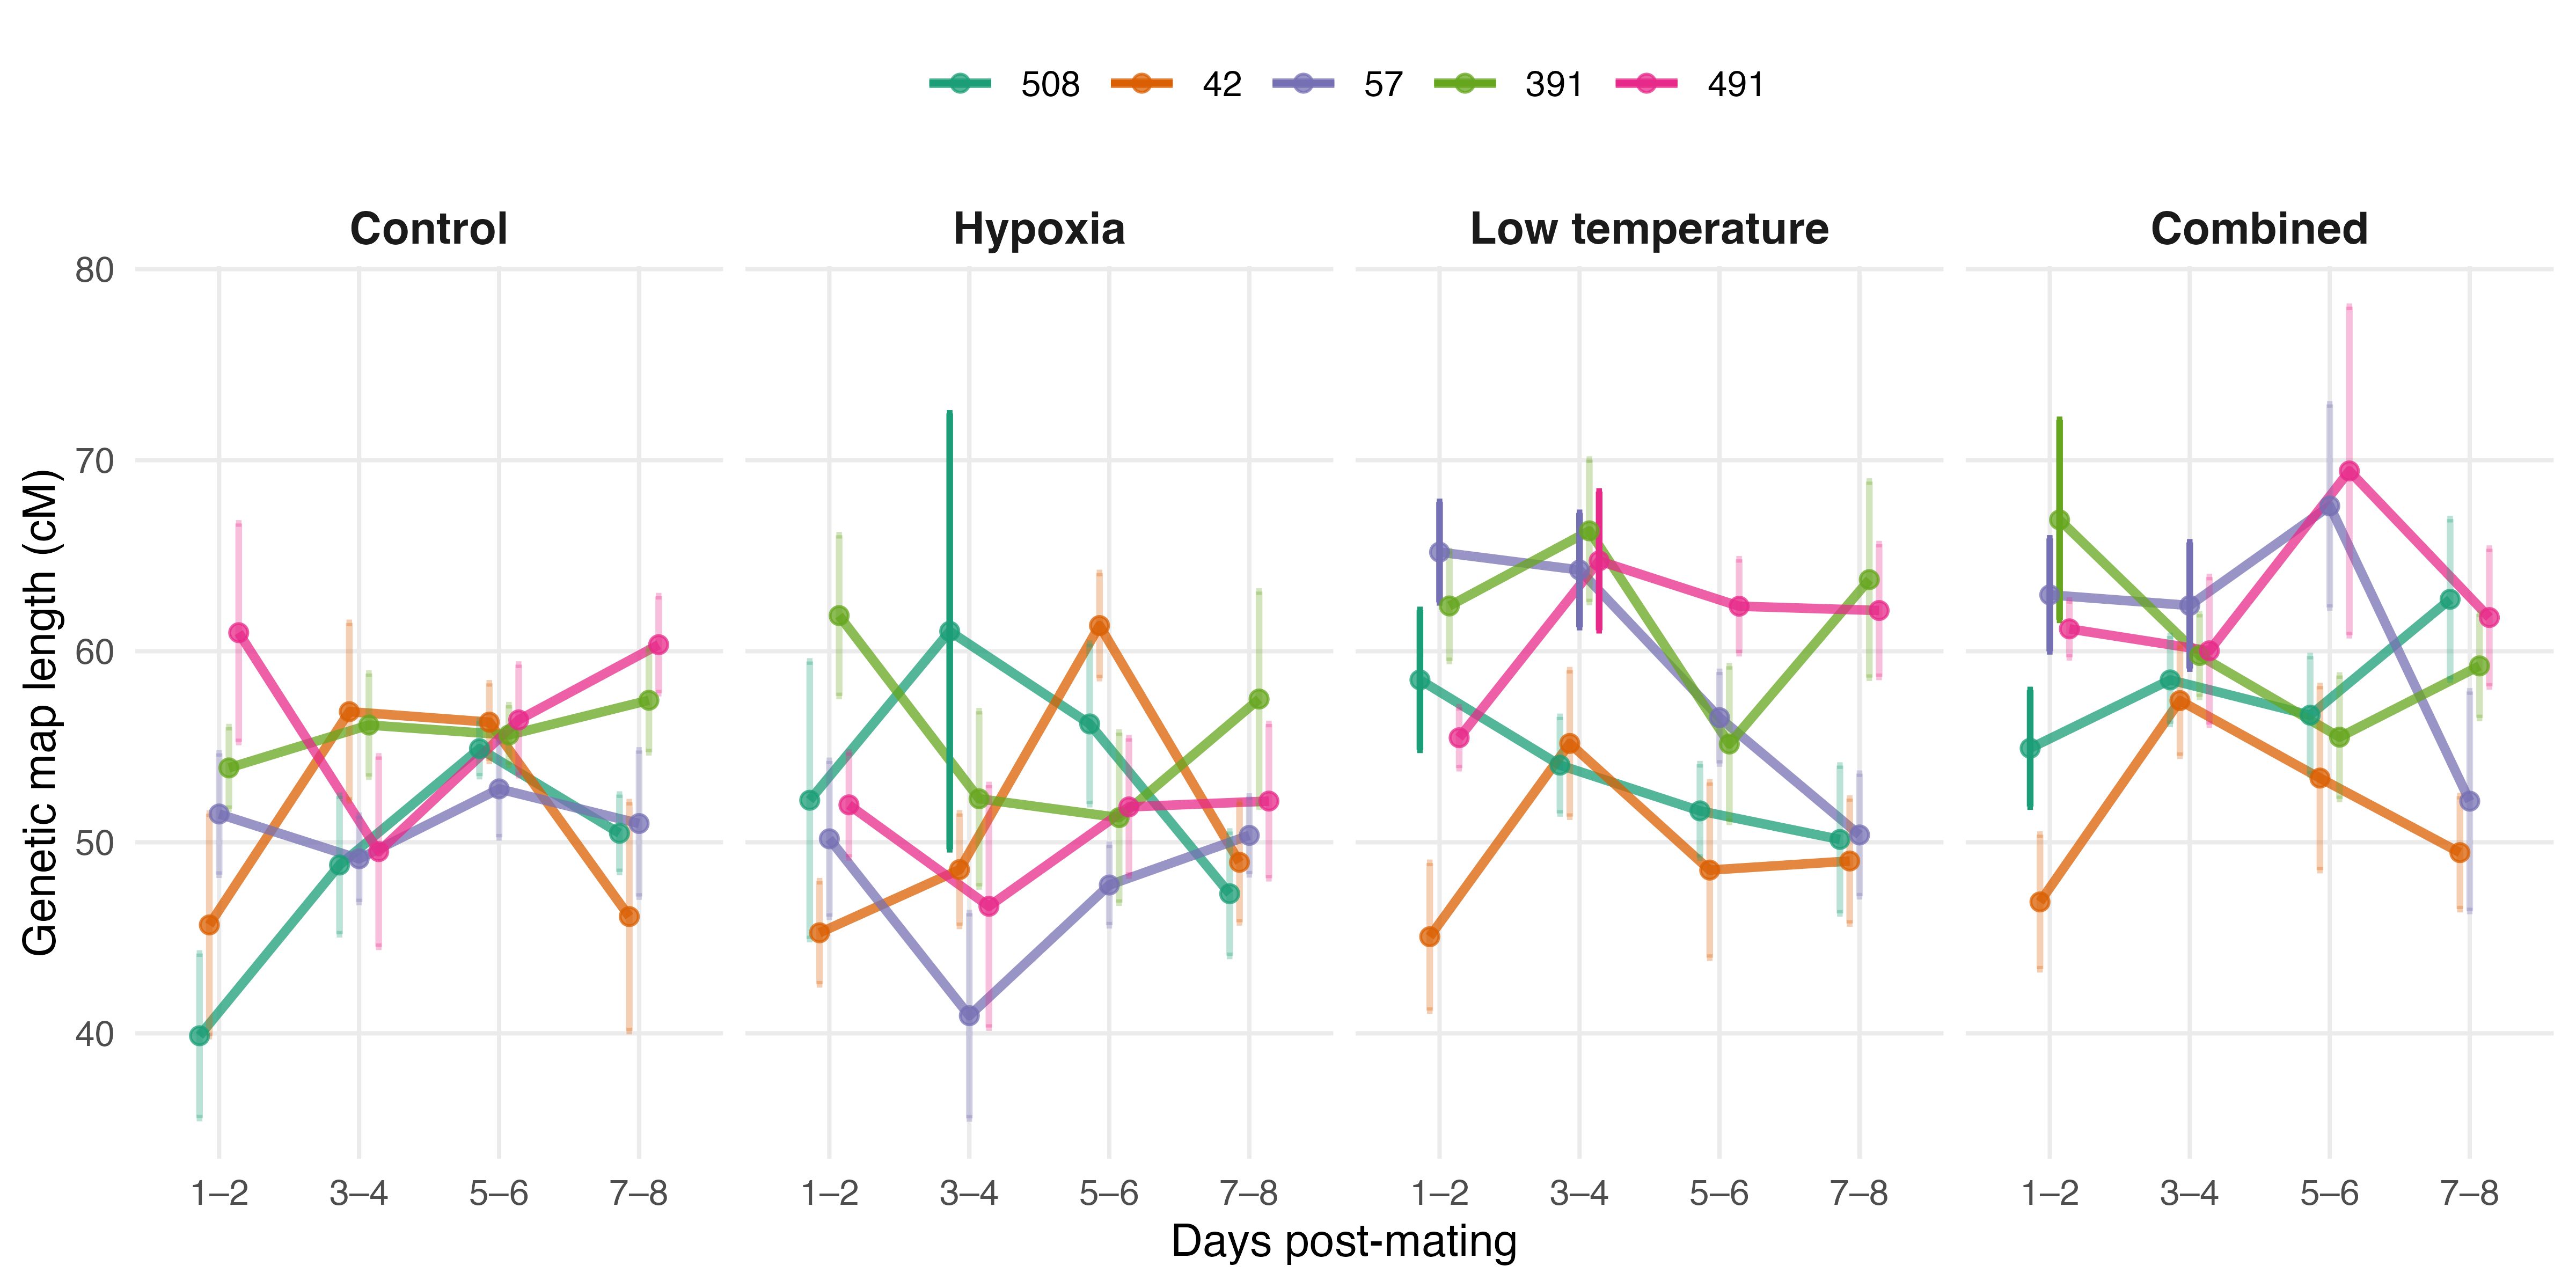 508 42 57 391 491
Control Hypoxia Low temperature Combined
Genetic map length (cM)
80
70
60
50
40
1–2 3–4 5–6 7–8 1–2 3–4 5–6 7–8 1–2 3–4 5–6 7–8 1–2 3–4 5–6 7–8
Days post-mating